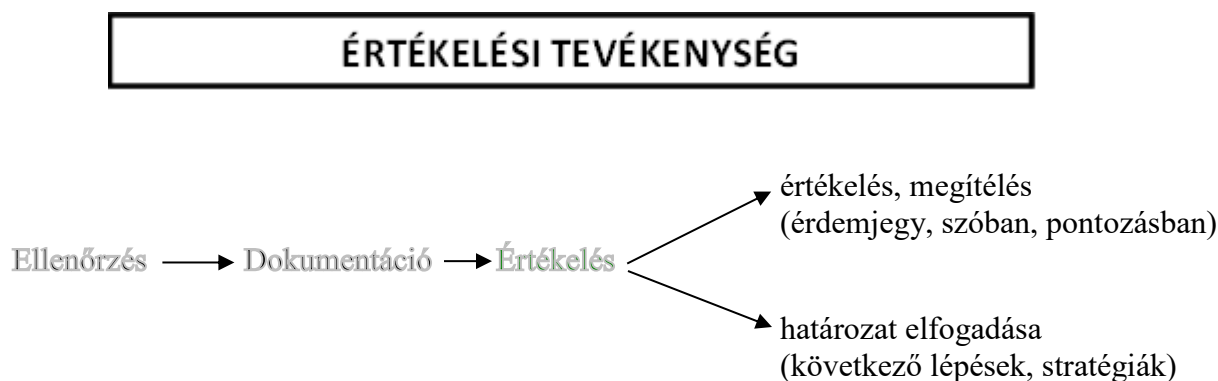 ÉRTÉKELÉSI TEVÉKENYSÉG
értékelés, megítélés
(érdemjegy, szóban, pontozásban)
Ellenőrzés Dokumentáció Értékelés
határozat elfogadása
(következő lépések, stratégiák)